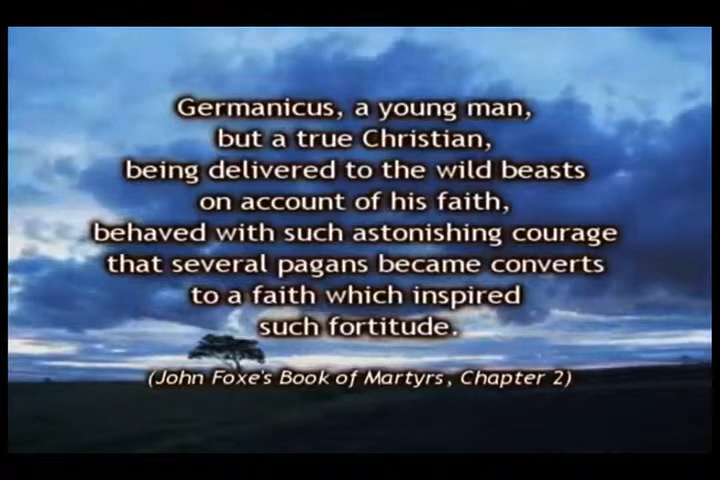 Germanicus, a young man,
but a true Christian,
being delivered to the wild beasts
on account of his faith,
behaved with such astonishing courage
that several pagans became converts
to a faith which inspired
such fortitude.
(John Foxe's Book of Martyrs, Chapter 2)